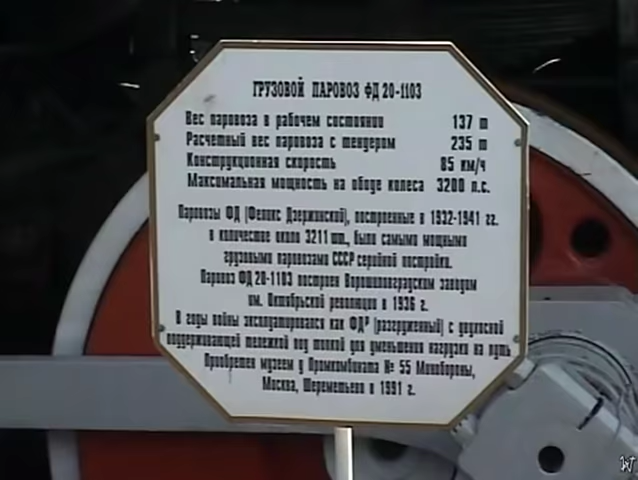 ГРУЗОВОЙ ПАРОВОЗ ФД 20-1103
Вес паровоза в рабочем состоянии 137 т
Расчетный вес паровоза с тендером 235 т
Конструкционная скорость 85 км/ч
Максимальная мощность на ободе колеса 3200 л.с.
Паровозы ФД (Феликс Дзержинский), построенные в 1932-1941 гг.
в количестве около 3211 шт., были самыми мощными
грузовыми паровозами СССР серийной постройки.
Паровоз ФД 20-1103 построен Ворошиловградским заводом
им. Октябрьской революции в 1936 г.
В годы войны эксплуатировался как ФДР (разгруженный) с двухосной
поддерживающей тележкой под топкой для уменьшения нагрузки на путь
Приобретен музеем у Промкомбината № 55 Минобороны,
Москва, Шереметьево в 1991 г.